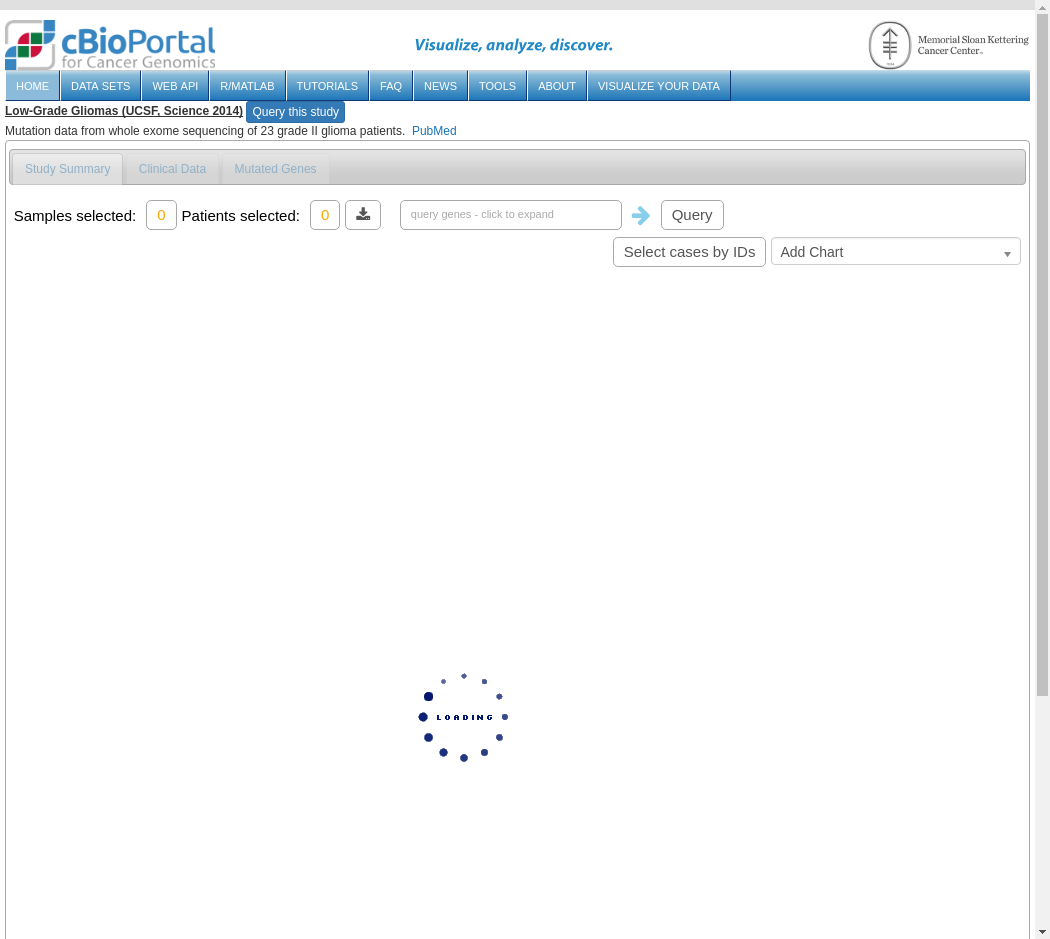 cBioPortal
for Cancer Genomics
Visualize, analyze, discover.
Memorial Sloan Kettering
Cancer Center
HOME DATA SETS WEB API R/MATLAB TUTORIALS FAQ NEWS TOOLS ABOUT VISUALIZE YOUR DATA
Low-Grade Gliomas (UCSF, Science 2014) Query this study
Mutation data from whole exome sequencing of 23 grade II glioma patients. PubMed
Study Summary Clinical Data Mutated Genes
Samples selected: 0 Patients selected: 0 query genes - click to expand Query
Select cases by IDs Add Chart
LOADING